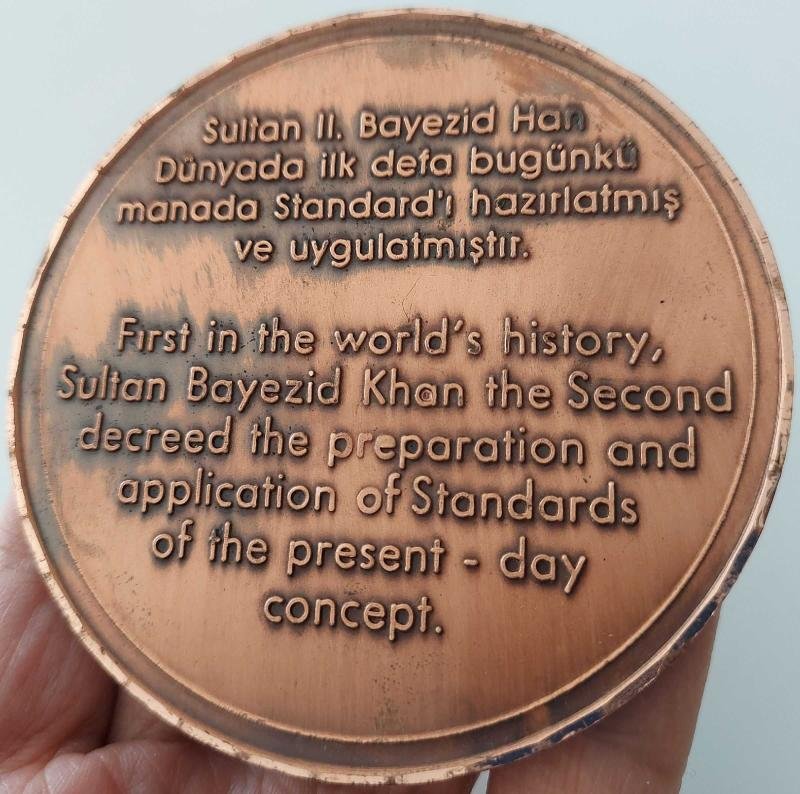 Sultan II. Bayezid Han
Dünyada ilk defa bugünkü
manada Standard'ı hazırlatmış
ve uygulatmıştır.
First in the world's history,
Sultan Bayezid Khan the Second
decreed the preparation and
application of Standards
of the present - day
concept.